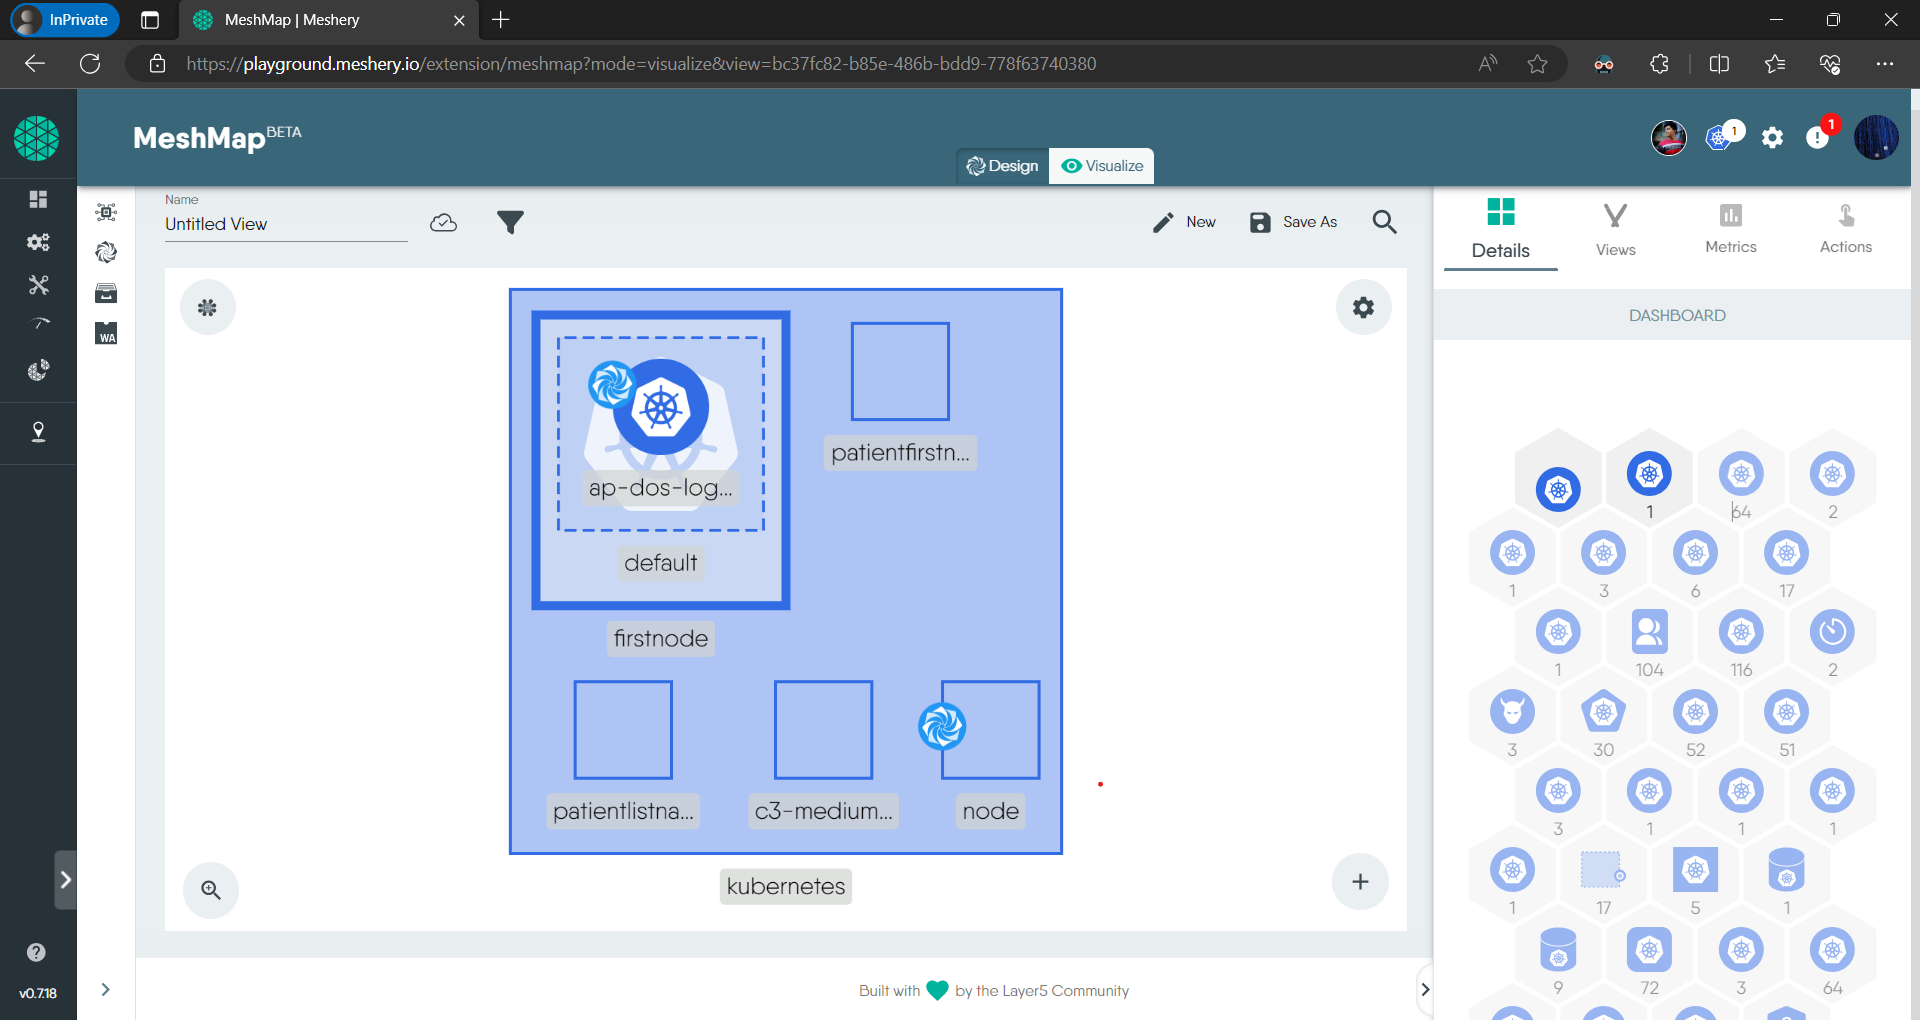 InPrivate
MeshMap | Meshery
https://playground.meshery.io/extension/meshmap?mode=visualize&view=bc37fc82-b85e-486b-bdd9-778f63740380
MeshMap BETA
1
1
Design
Visualize
Name
Untitled View
New
Save As
Details
Views
Metrics
Actions
DASHBOARD
WA
ap-dos-log...
default
firstnode
patientfirstn...
patientlistna...
c3-medium...
node
kubernetes
1
64
2
1
3
6
17
1
104
116
2
3
30
52
51
3
1
1
1
1
17
5
1
9
72
3
64
v0.7.18
Built with
by the Layer5 Community